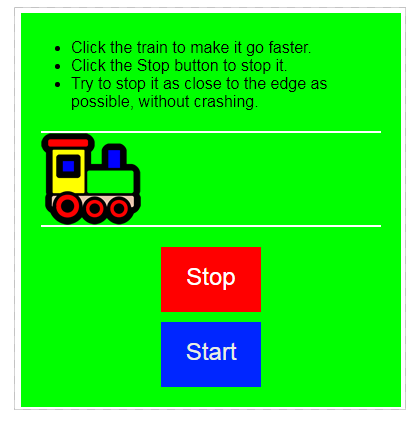 Click the train to make it go faster.
Click the Stop button to stop it.
Try to stop it as close to the edge as
possible, without crashing.
Stop
Start